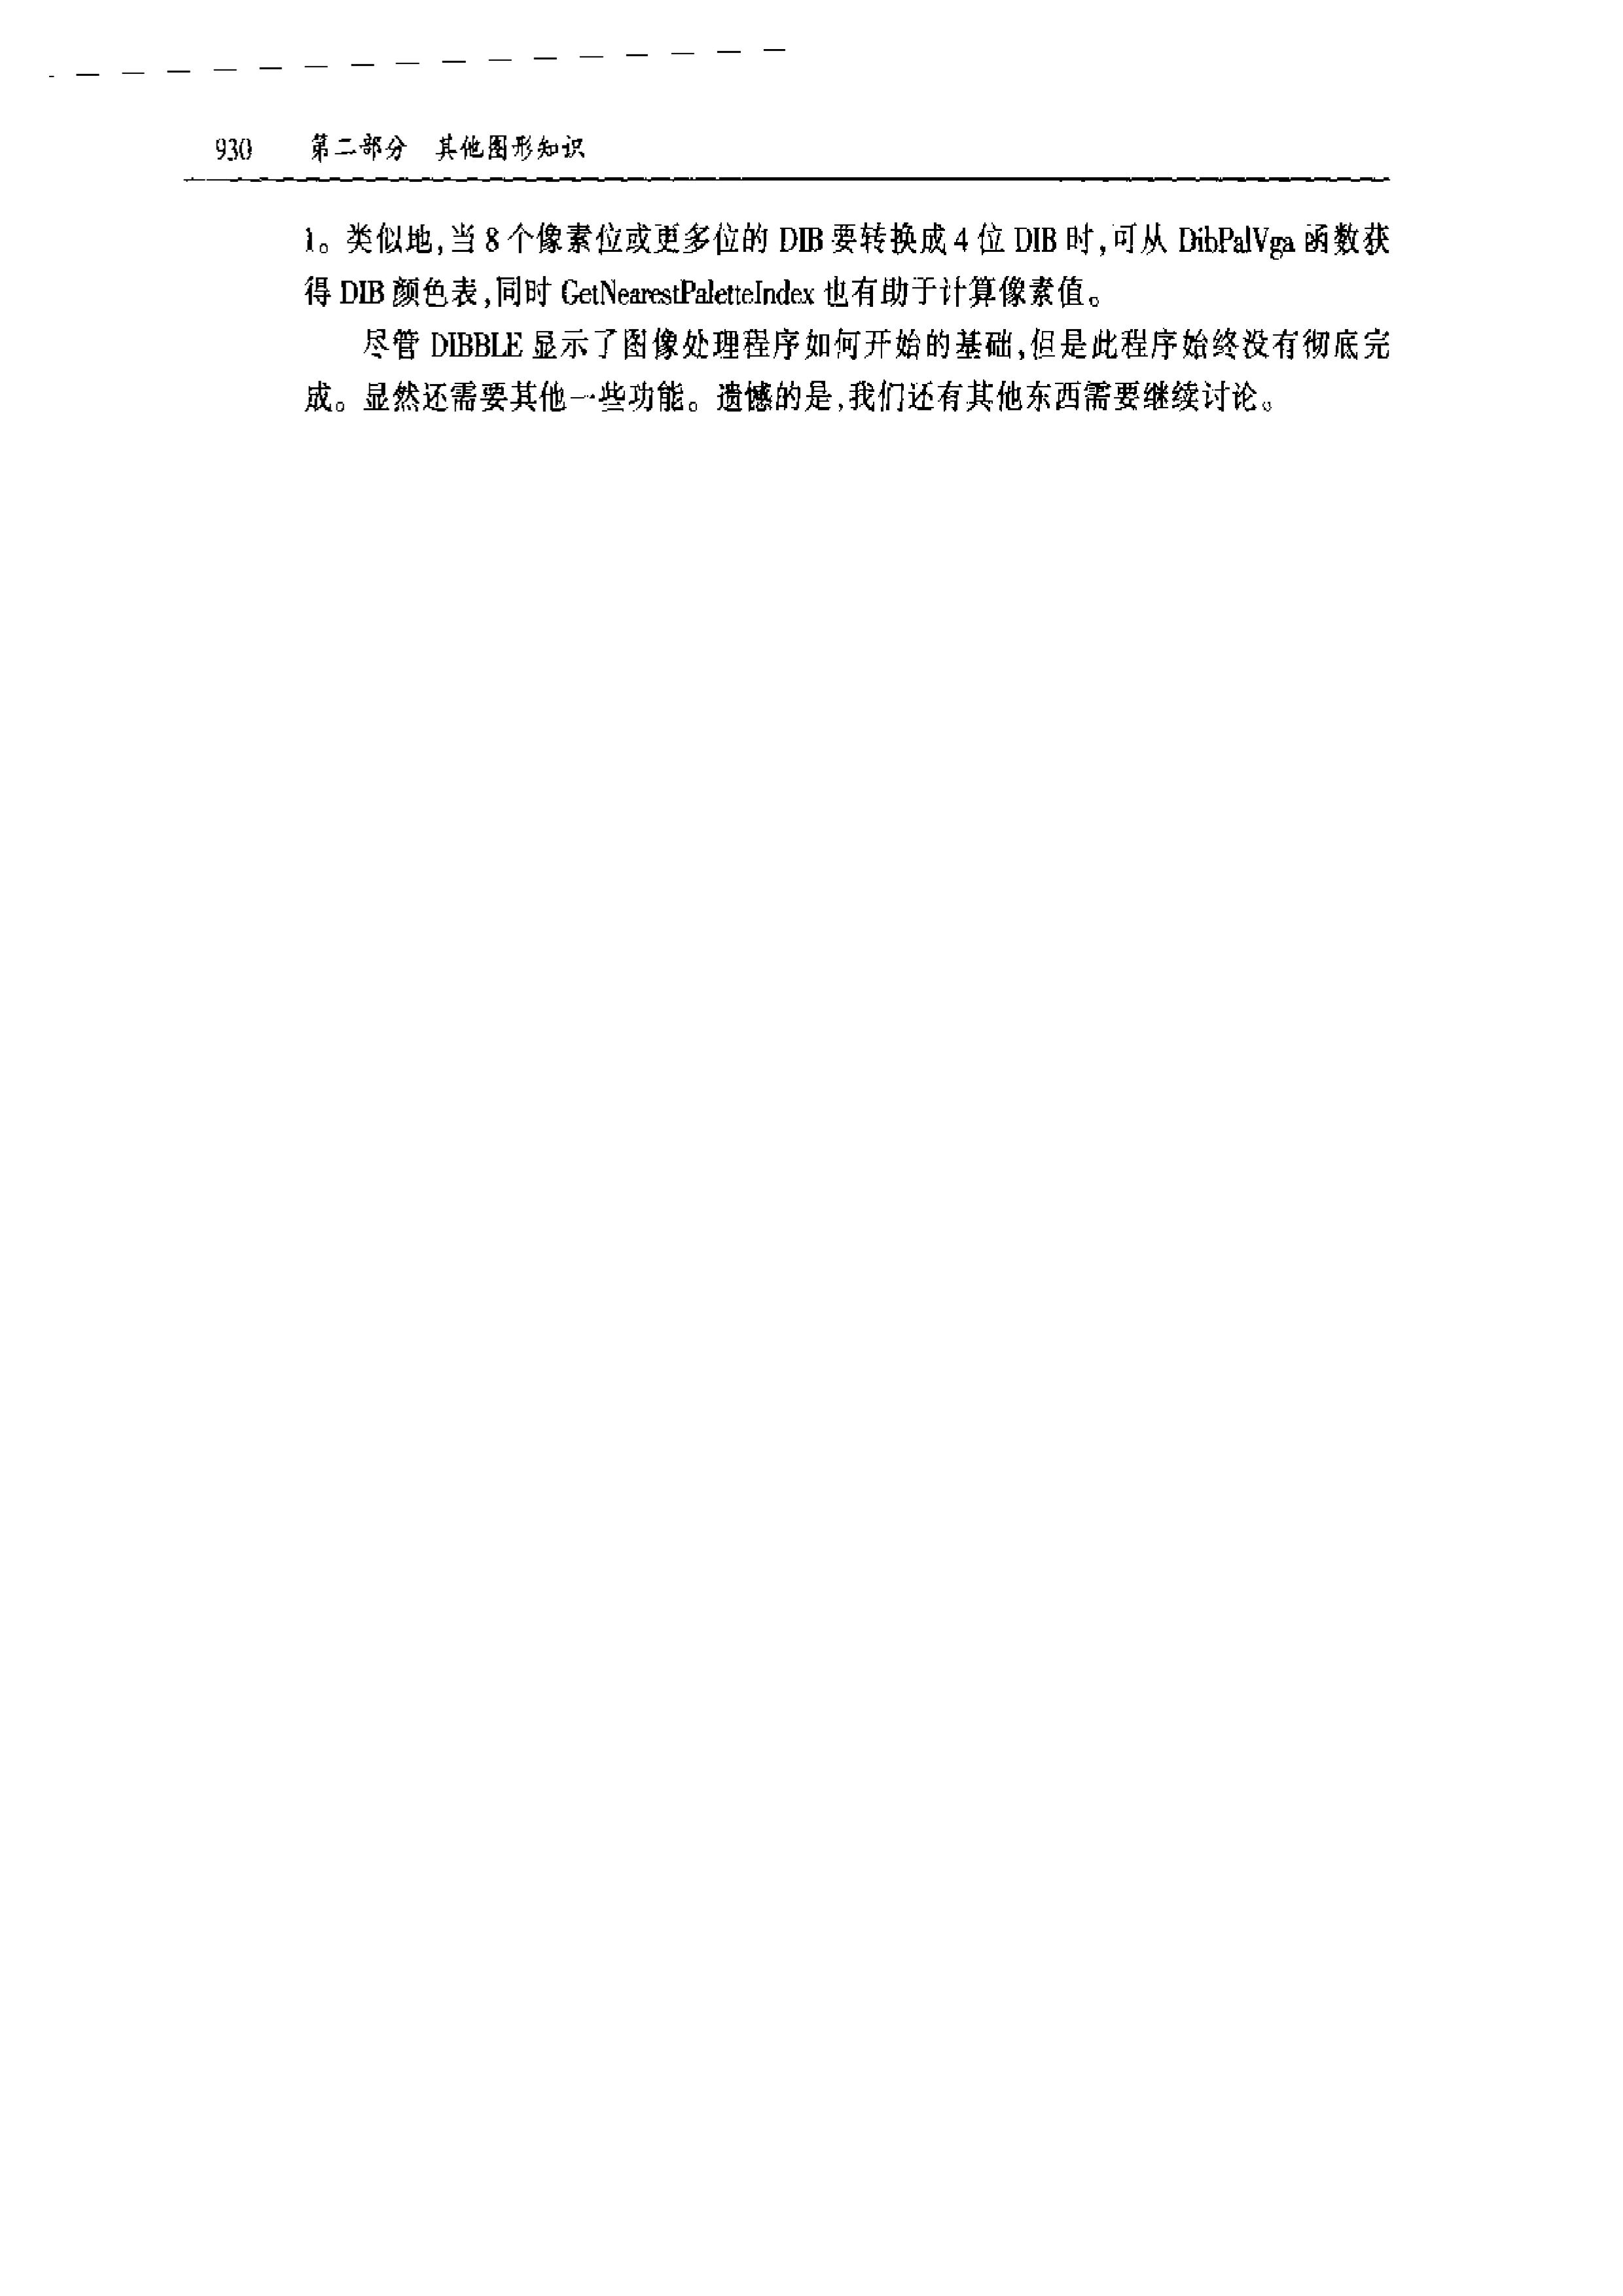 930 第二部分 其他图形知识
1。类似地,当 8 个像素位或更多位的 DIB 要转换成 4 位 DIB 时,可从 DibPalVga 函数获
得 DIB 颜色表,同时 GetNearestPaletteIndex 也有助于计算像素值。
尽管 DIBBLE 显示了图像处理程序如何开始的基础,但是此程序始终没有彻底完
成。显然还需要其他一些功能。遗憾的是,我们还有其他东西需要继续讨论。